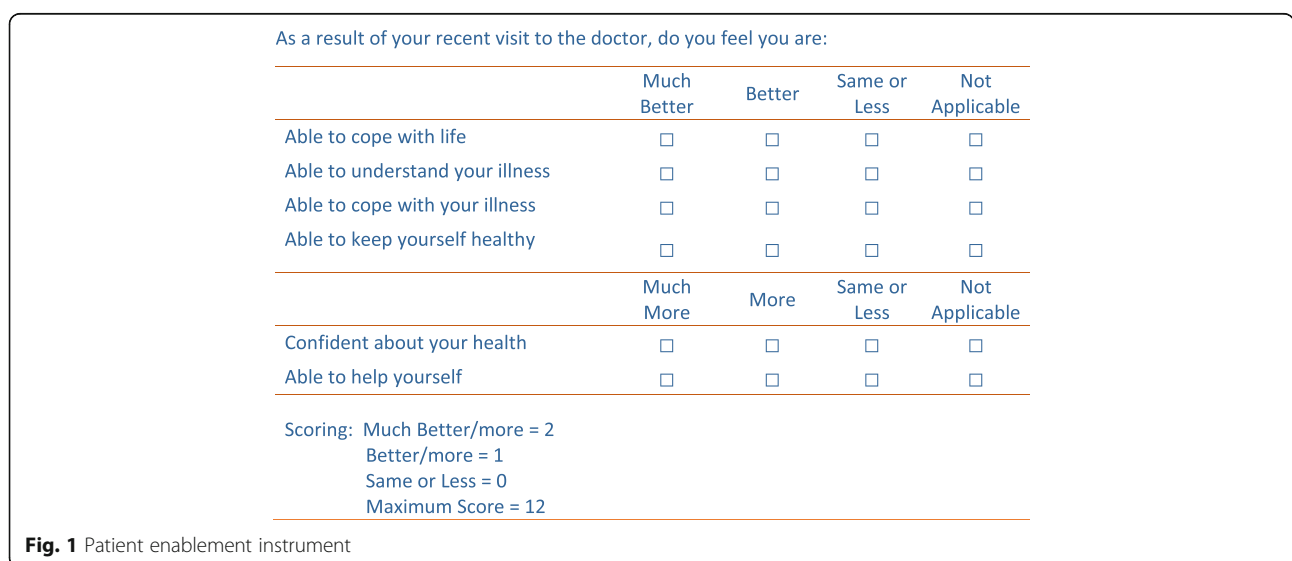 As a result of your recent visit to the doctor, do you feel you are:
Much Better Better Same or Less Not Applicable
Able to cope with life ☐ ☐ ☐ ☐
Able to understand your illness ☐ ☐ ☐ ☐
Able to cope with your illness ☐ ☐ ☐ ☐
Able to keep yourself healthy ☐ ☐ ☐ ☐
Much More More Same or Less Not Applicable
Confident about your health ☐ ☐ ☐ ☐
Able to help yourself ☐ ☐ ☐ ☐
Scoring: Much Better/more = 2
Better/more = 1
Same or Less = 0
Maximum Score = 12
Fig. 1 Patient enablement instrument